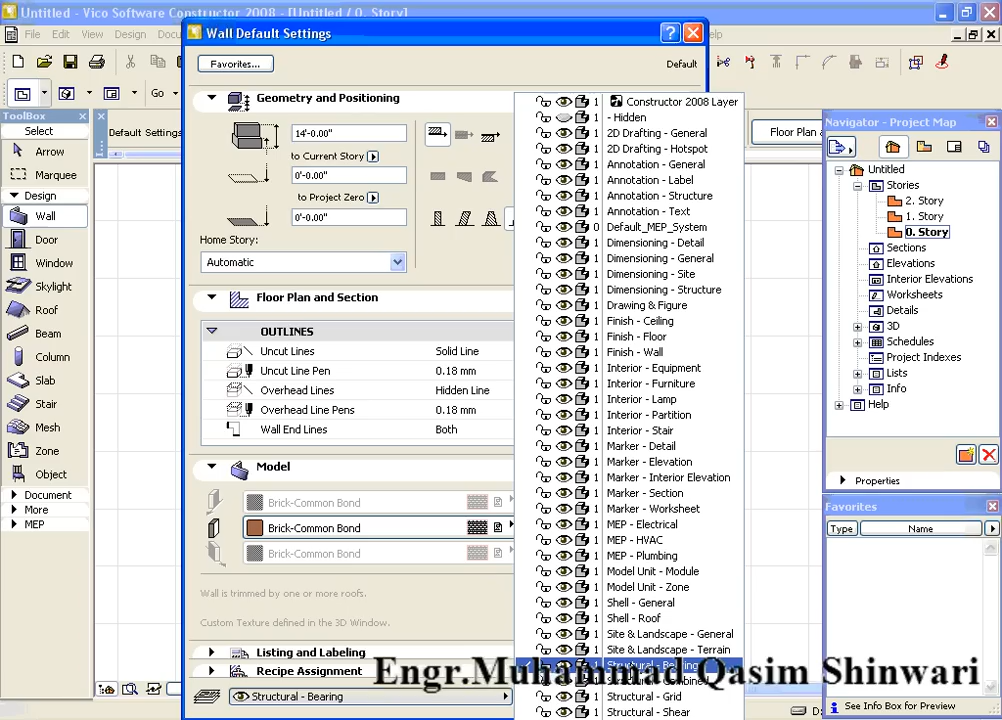 Untitled - Vico Software Constructor 2008 - [Untitled / 0. Story]
File Edit View Design Docu elp
Wall Default Settings
Favorites... Default
Go
ToolBox
Select
Arrow
Marquee
Design
Wall
Door
Window
Skylight
Roof
Beam
Column
Slab
Stair
Mesh
Zone
Object
Document
More
MEP
Default Settings
Geometry and Positioning
14'-0.00"
to Current Story
0'-0.00"
to Project Zero
0'-0.00"
Home Story:
Automatic
Floor Plan and Section
OUTLINES
Uncut Lines Solid Line
Uncut Line Pen 0.18 mm
Overhead Lines Hidden Line
Overhead Line Pens 0.18 mm
Wall End Lines Both
Model
Brick-Common Bond
Brick-Common Bond
Brick-Common Bond
Wall is trimmed by one or more roofs.
Custom Texture defined in the 3D Window.
Listing and Labeling
Recipe Assignment
Structural - Bearing
1 Constructor 2008 Layer
1 - Hidden
1 2D Drafting - General
1 2D Drafting - Hotspot
1 Annotation - General
1 Annotation - Label
1 Annotation - Structure
1 Annotation - Text
0 Default_MEP_System
1 Dimensioning - Detail
1 Dimensioning - General
1 Dimensioning - Site
1 Dimensioning - Structure
1 Drawing & Figure
1 Finish - Ceiling
1 Finish - Floor
1 Finish - Wall
1 Interior - Equipment
1 Interior - Furniture
1 Interior - Lamp
1 Interior - Partition
1 Interior - Stair
1 Marker - Detail
1 Marker - Elevation
1 Marker - Interior Elevation
1 Marker - Section
1 Marker - Worksheet
1 MEP - Electrical
1 MEP - HVAC
1 MEP - Plumbing
1 Model Unit - Module
1 Model Unit - Zone
1 Shell - General
1 Shell - Roof
1 Site & Landscape - General
1 Site & Landscape - Terrain
1 Structural - Bearing
1 Structural - Combined
1 Structural - Grid
1 Structural - Shear
Engr.Muhammad Qasim Shinwari
Floor Plan a
Navigator - Project Map
Untitled
Stories
2. Story
1. Story
0. Story
Sections
Elevations
Interior Elevations
Worksheets
Details
3D
Schedules
Project Indexes
Lists
Info
Help
Properties
Favorites
Type Name
See Info Box for Preview